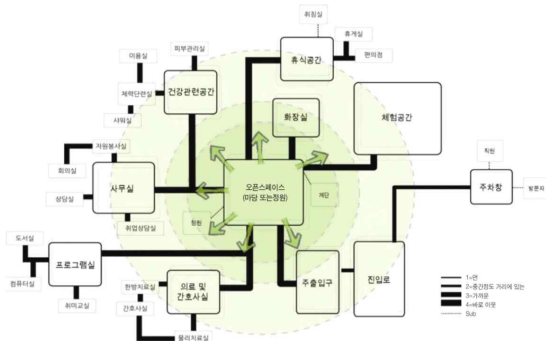 취침실
휴게실
편의점
휴식공간
미용실
피부관리실
체력단련실
건강관련공간
샤워실
화장실
체험공간
자원봉사실
회의실
사무실
상담실
취업상담실
오픈스페이스
(마당 또는정원)
정원
계단
직원
주차장
방문자
도서실
프로그램실
컴퓨터실
취미교실
한방치료실
의료 및
간호사실
간호사실
물리치료실
주출입구
진입로
1=먼
2=중간정도 거리에 있는
3=가까운
4=바로 이웃
Sub